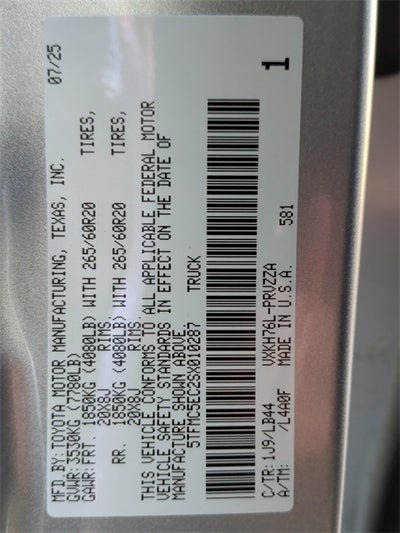 MFD.BY:TOYOTA MOTOR MANUFACTURING, TEXAS, INC. 07/25
GVWR:3530KG (7780LB)
GAWR:FRT. 1850KG (4080LB) WITH 265/60R20 TIRES,
20X8J RIMS.
RR. 1850KG (4080LB) WITH 265/60R20 TIRES,
20X8J RIMS.
THIS VEHICLE CONFORMS TO ALL APPLICABLE FEDERAL MOTOR
VEHICLE SAFETY STANDARDS IN EFFECT ON THE DATE OF
MANUFACTURE SHOWN ABOVE.
5TFMC5EC2SX010287 TRUCK
C/TR:1J9/LB44 VXKH76L-PRVZZA 581
A/TM: /L4A0F MADE IN U.S.A.
1